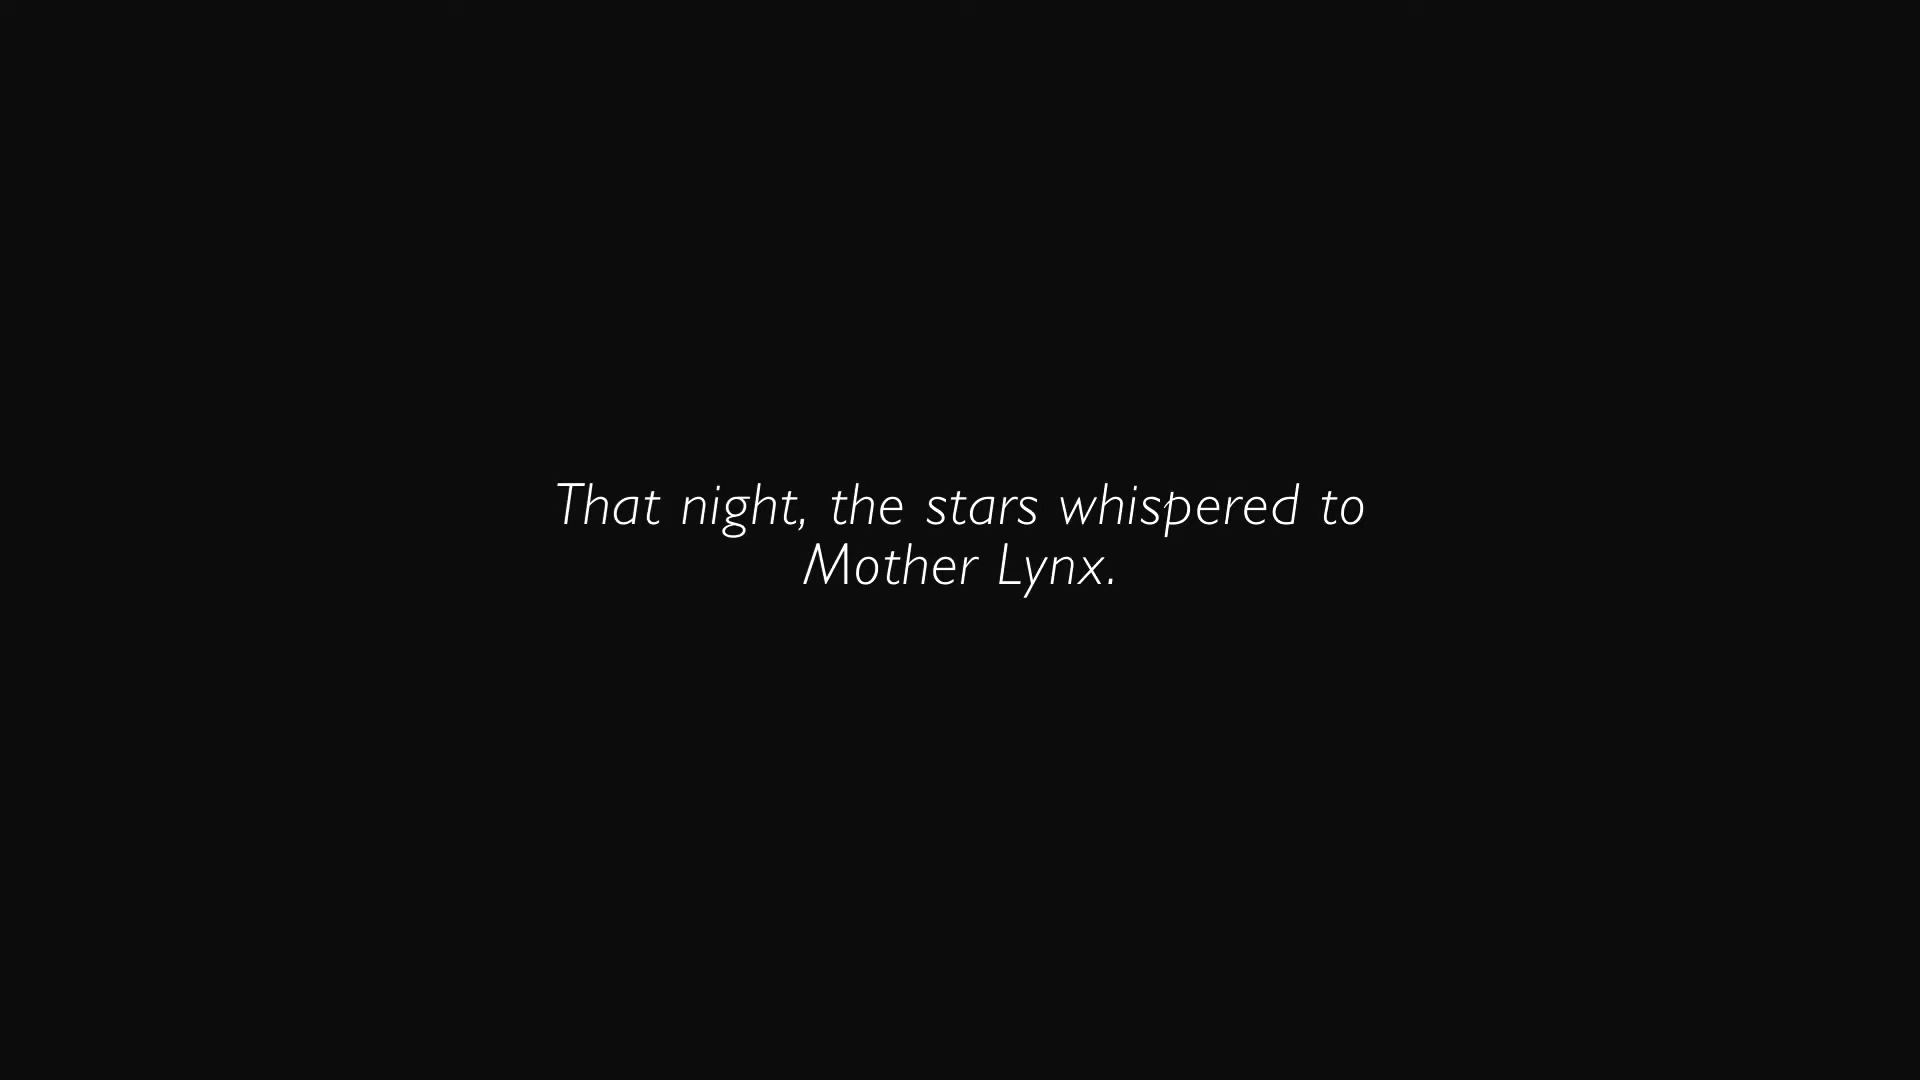 That night, the stars whispered to
Mother Lynx.